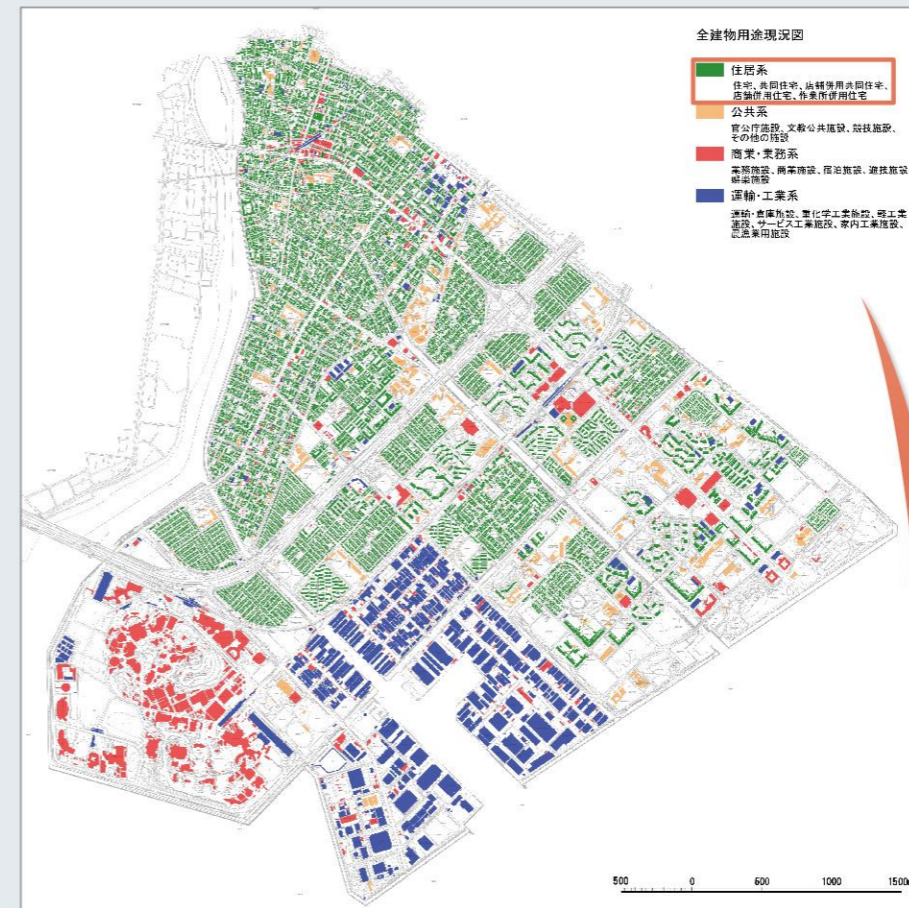 全建物用途現況図
住居系
住宅、共同住宅、店舗併用共同住宅、
店舗併用住宅、作業所併用住宅
公共系
官公庁施設、文教公共施設、競技施設、
その他の施設
商業・業務系
業務施設、商業施設、宿泊施設、遊技施設
娯楽施設
運輸・工業系
運輸・倉庫施設、重化学工業施設、軽工業
施設、サービス工業施設、家内工業施設、
農漁業用施設
500 0 500 1000 1500